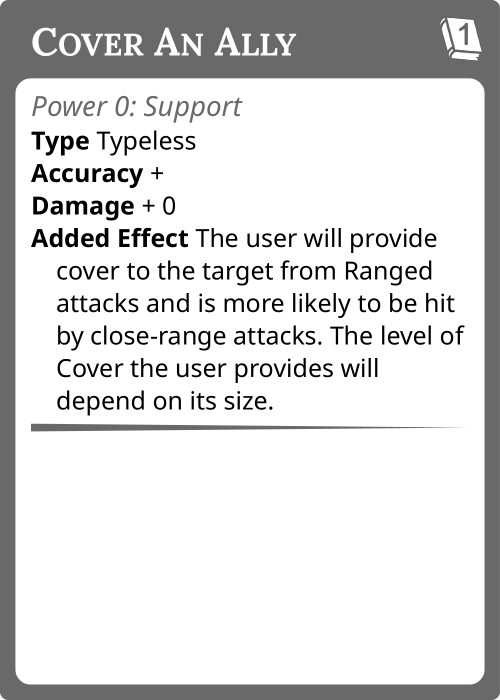 Cover An Ally
1
Power 0: Support
Type Typeless
Accuracy +
Damage + 0
Added Effect The user will provide
cover to the target from Ranged
attacks and is more likely to be hit
by close-range attacks. The level of
Cover the user provides will
depend on its size.